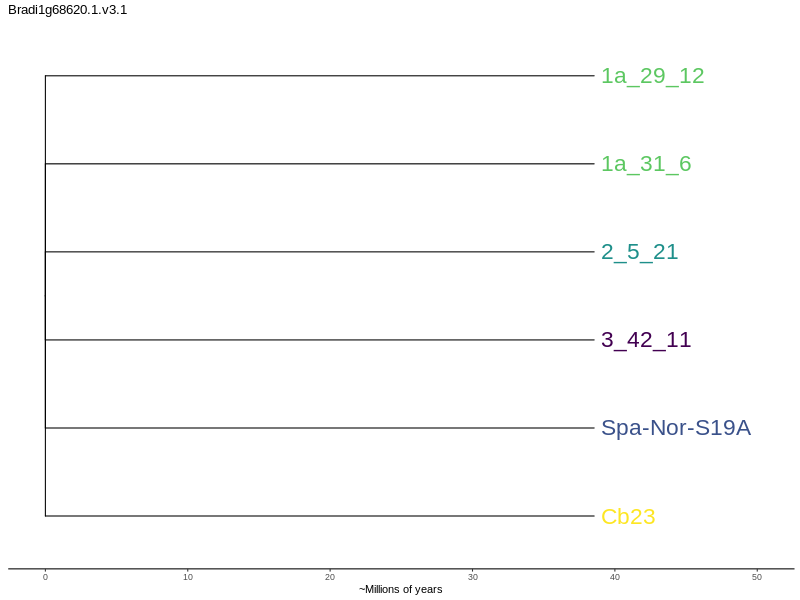 Bradi1g68620.1.v3.1
1a_29_12
1a_31_6
2_5_21
3_42_11
Spa-Nor-S19A
Cb23
0 10 20 30 40 50
~Millions of years